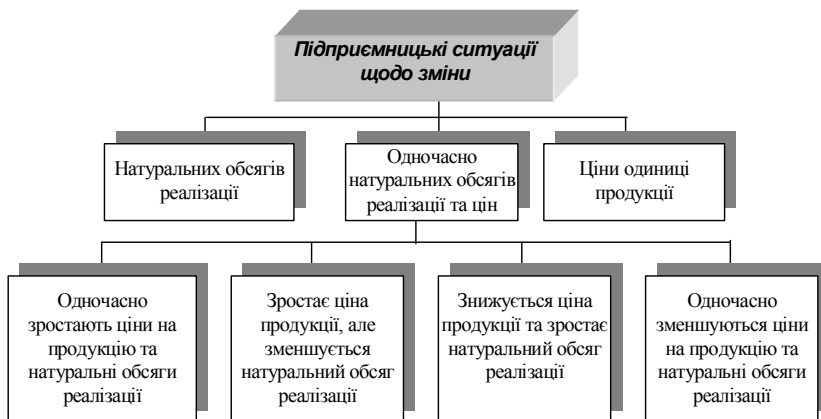 Підприємницькі ситуації
щодо зміни
Натуральних обсягів
реалізації
Одночасно
натуральних обсягів
реалізації та цін
Ціни одиниці
продукції
Одночасно
зростають ціни на
продукцію та
натуральні обсяги
реалізації
Зростає ціна
продукції, але
зменшується
натуральний обсяг
реалізації
Знижується ціна
продукції та зростає
натуральний обсяг
реалізації
Одночасно
зменшуються ціни
на продукцію та
натуральні обсяги
реалізації